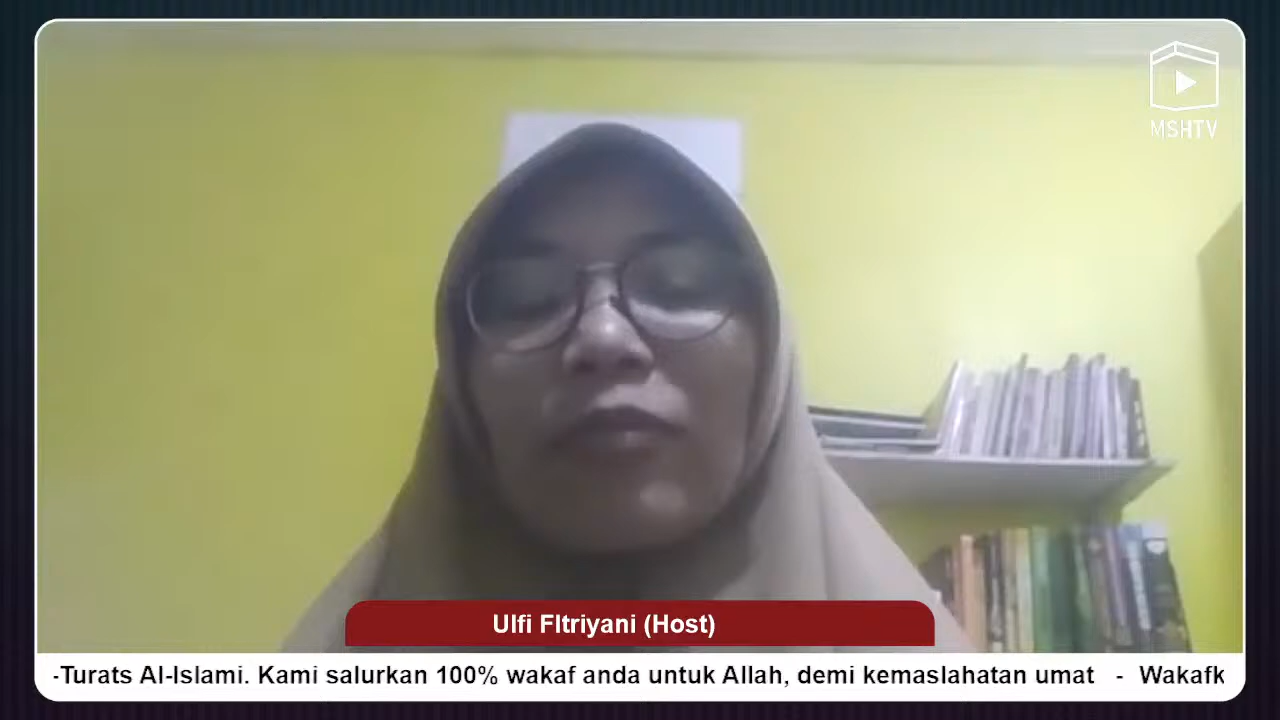 MSHTV
Ulfi FItriyani (Host)
-Turats Al-Islami. Kami salurkan 100% wakaf anda untuk Allah, demi kemaslahatan umat - Wakafk